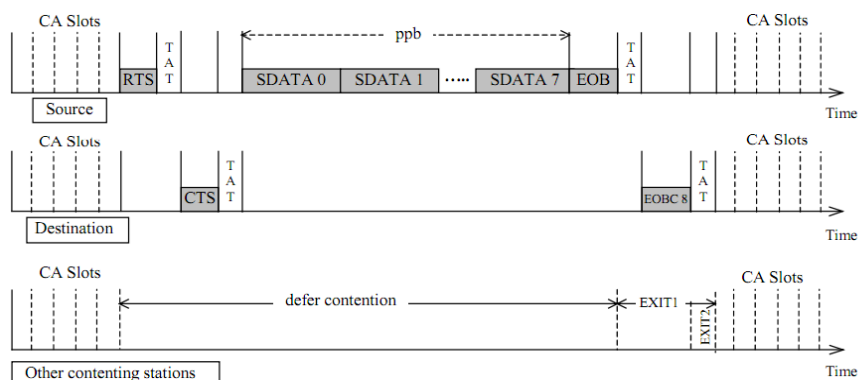 CA Slots
T
A
T
ppb
T
A
T
CA Slots
RTS
SDATA 0
SDATA 1
.....
SDATA 7
EOB
Source
Time
CA Slots
CA Slots
T
A
T
T
A
T
CTS
EOBC 8
Destination
Time
CA Slots
CA Slots
defer contention
EXIT1
EXIT2
Other contenting stations
Time